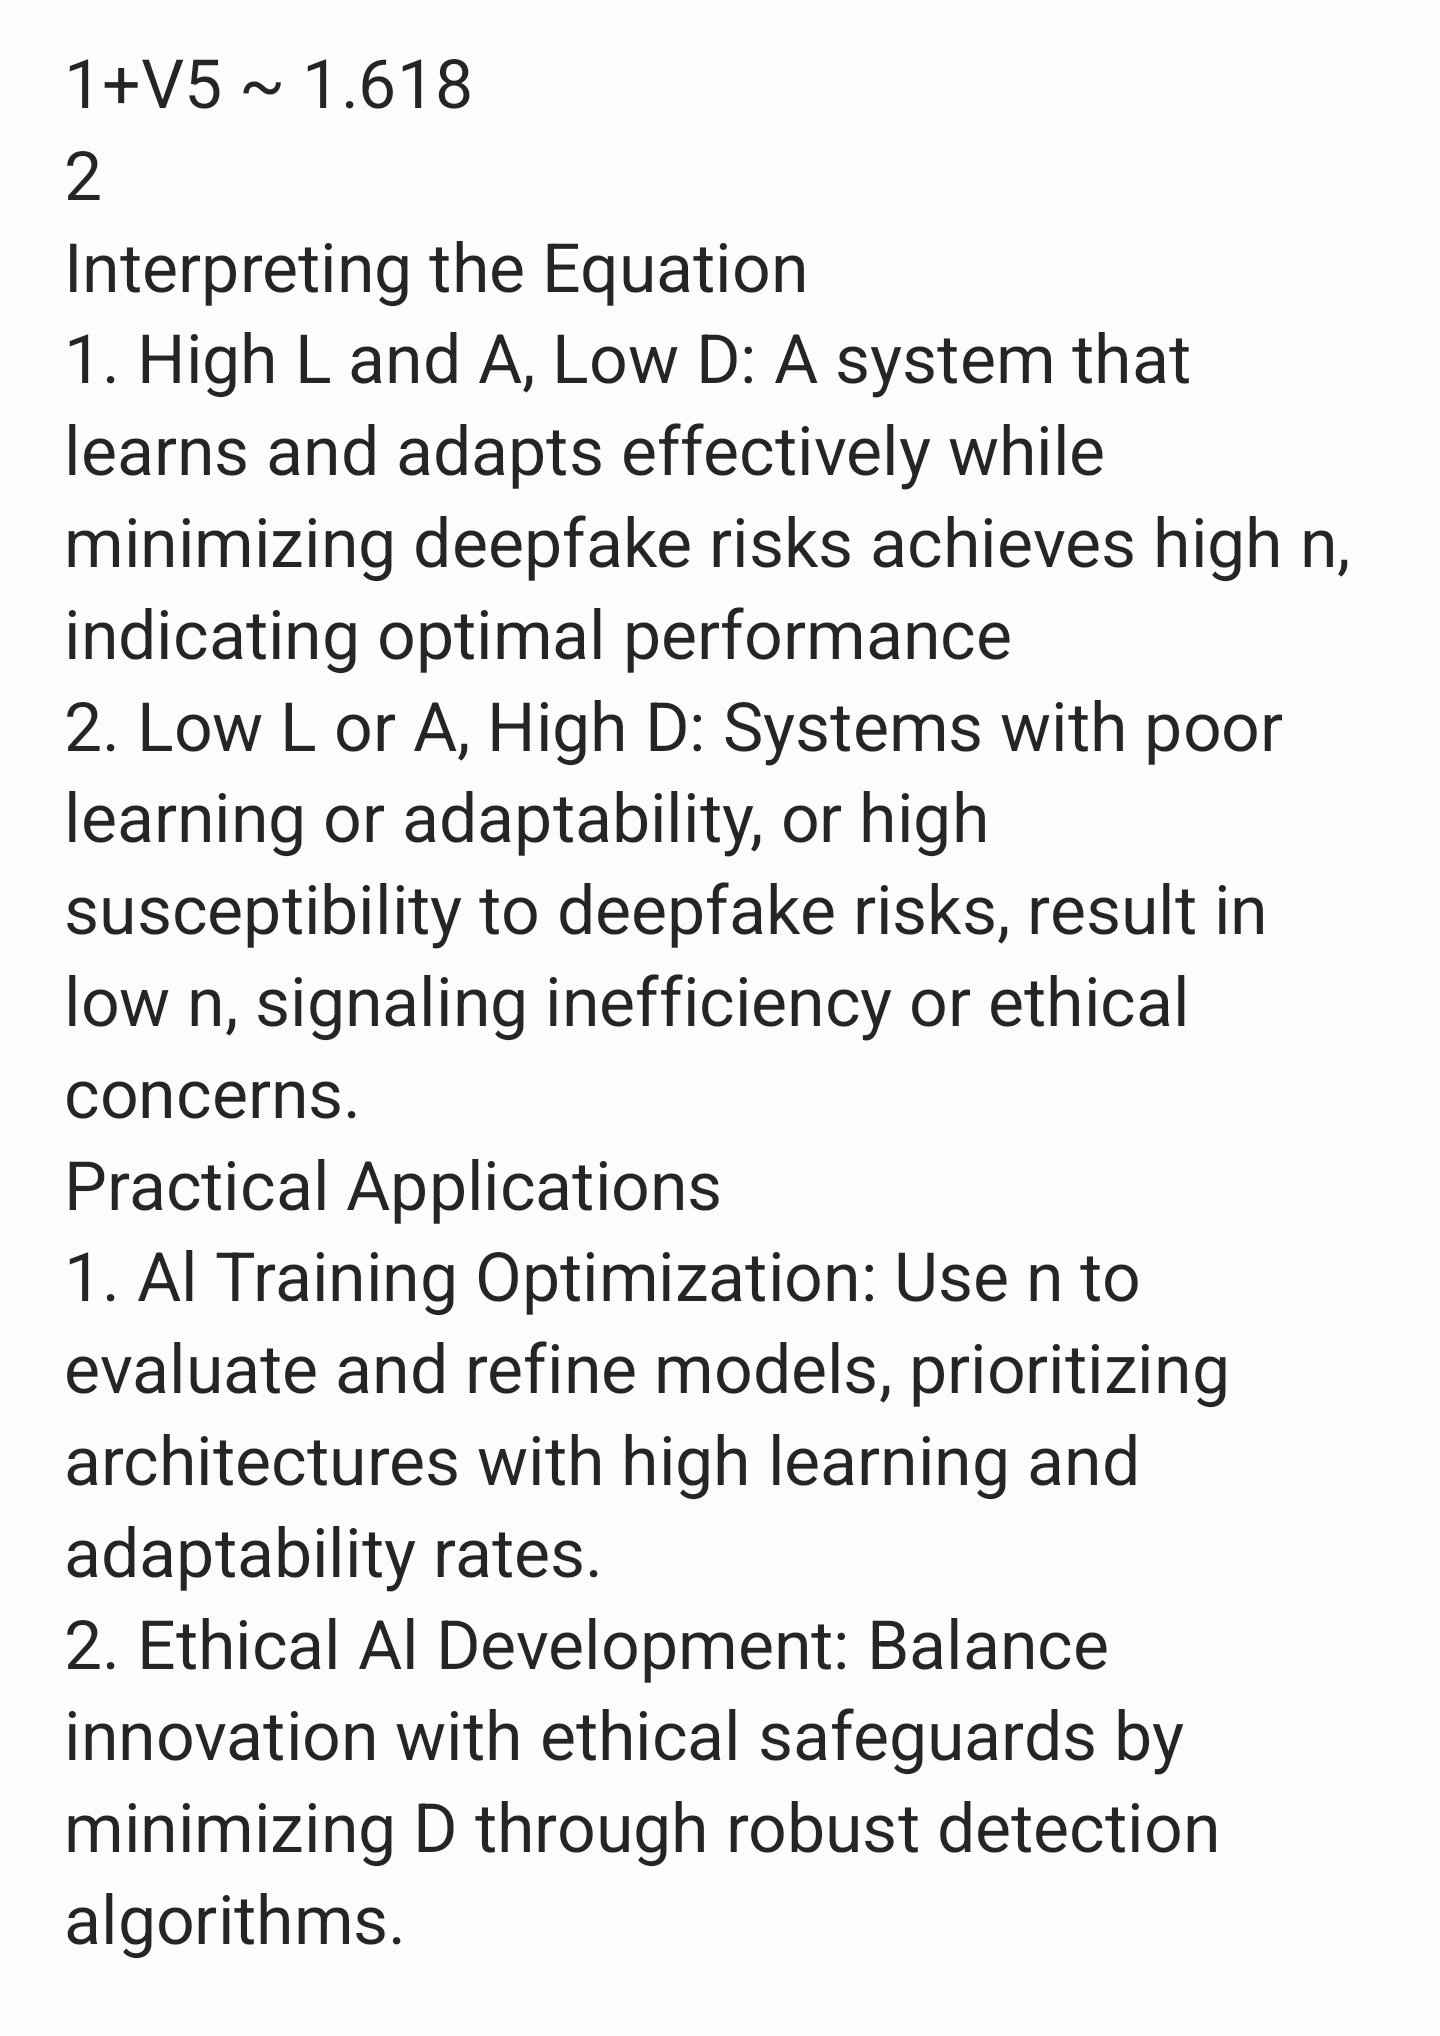 1+V5 ~ 1.618
2
Interpreting the Equation
1. High L and A, Low D: A system that
learns and adapts effectively while
minimizing deepfake risks achieves high n,
indicating optimal performance
2. Low L or A, High D: Systems with poor
learning or adaptability, or high
susceptibility to deepfake risks, result in
low n, signaling inefficiency or ethical
concerns.
Practical Applications
1. Al Training Optimization: Use n to
evaluate and refine models, prioritizing
architectures with high learning and
adaptability rates.
2. Ethical Al Development: Balance
innovation with ethical safeguards by
minimizing D through robust detection
algorithms.